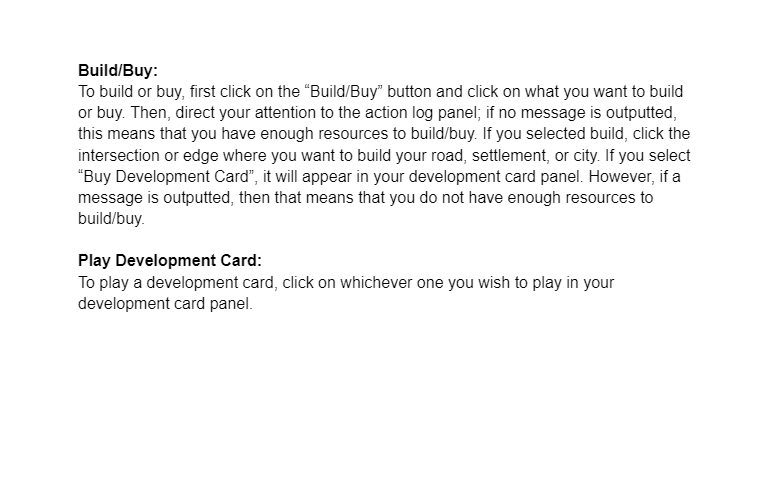 Build/Buy:
To build or buy, first click on the “Build/Buy” button and click on what you want to build
or buy. Then, direct your attention to the action log panel; if no message is outputted,
this means that you have enough resources to build/buy. If you selected build, click the
intersection or edge where you want to build your road, settlement, or city. If you select
“Buy Development Card”, it will appear in your development card panel. However, if a
message is outputted, then that means that you do not have enough resources to
build/buy.
Play Development Card:
To play a development card, click on whichever one you wish to play in your
development card panel.